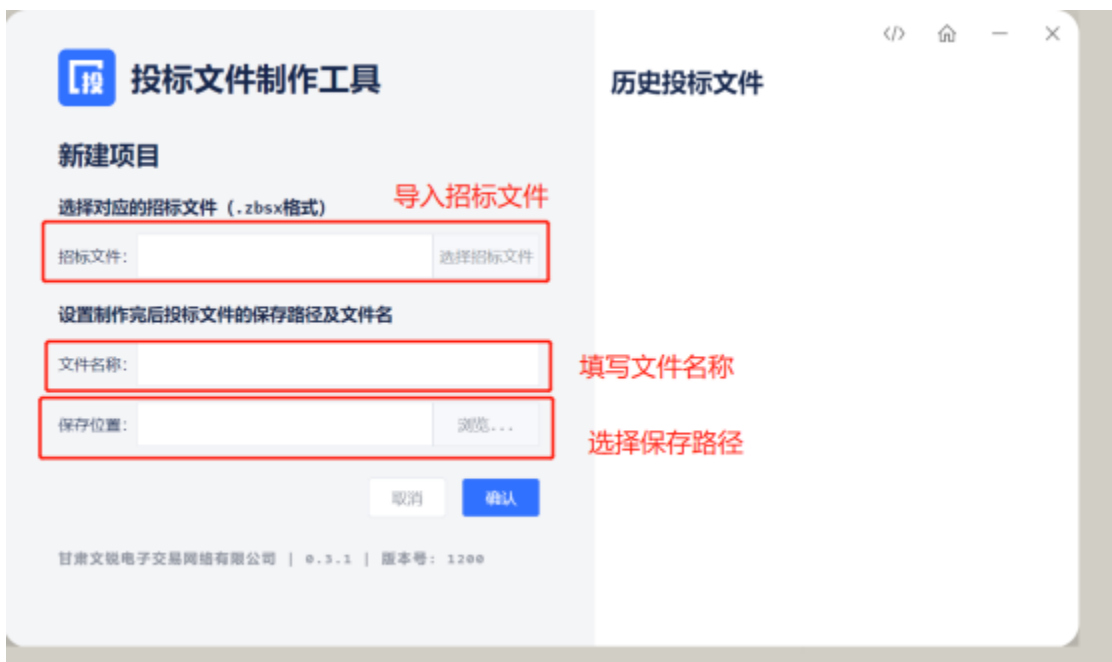 投
投标文件制作工具
历史投标文件
新建项目
导入招标文件
选择对应的招标文件（.zbsx格式）
招标文件：
选择招标文件
设置制作完后投标文件的保存路径及文件名
文件名称：
填写文件名称
保存位置：
浏览...
选择保存路径
取消
确认
甘肃文锐电子交易网络有限公司 | 0.3.1 | 版本号: 1200